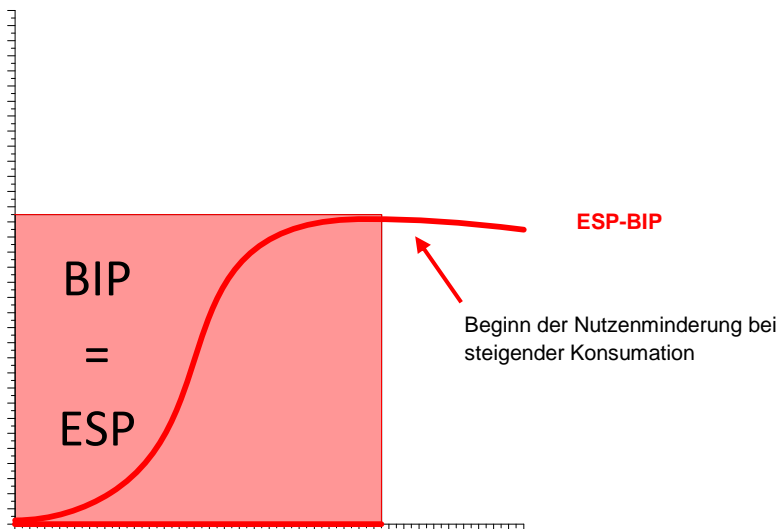 ESP-BIP
BIP
=
ESP
Beginn der Nutzenminderung bei
steigender Konsumation